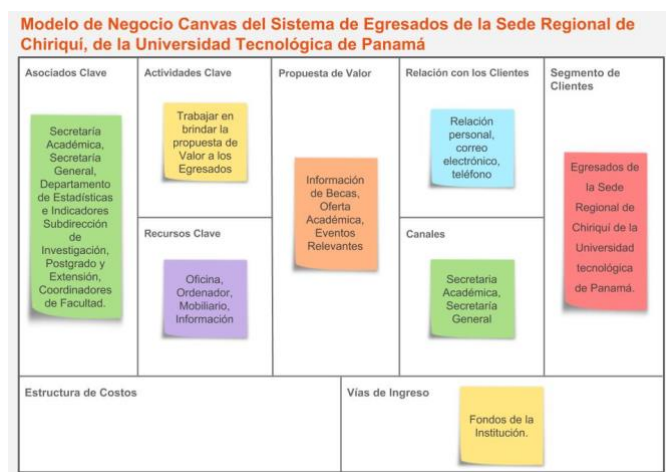 Modelo de Negocio Canvas del Sistema de Egresados de la Sede Regional de
Chiriquí, de la Universidad Tecnológica de Panamá
Asociados Clave
Secretaría
Académica,
Secretaría
General,
Departamento
de Estadísticas
e Indicadores
Subdirección
de
Investigación,
Postgrado y
Extensión,
Coordinadores
de Facultad.
Actividades Clave
Trabajar en
brindar la
propuesta de
Valor a los
Egresados
Recursos Clave
Oficina,
Ordenador,
Mobiliario,
Información
Propuesta de Valor
Información
de Becas,
Oferta
Académica,
Eventos
Relevantes
Relación con los Clientes
Relación
personal,
correo
electrónico,
teléfono
Canales
Secretaria
Académica,
Secretaría
General
Segmento de
Clientes
Egresados de
la Sede
Regional de
Chiriquí de la
Universidad
tecnológica
de Panamá.
Estructura de Costos
Vías de Ingreso
Fondos de la
Institución.